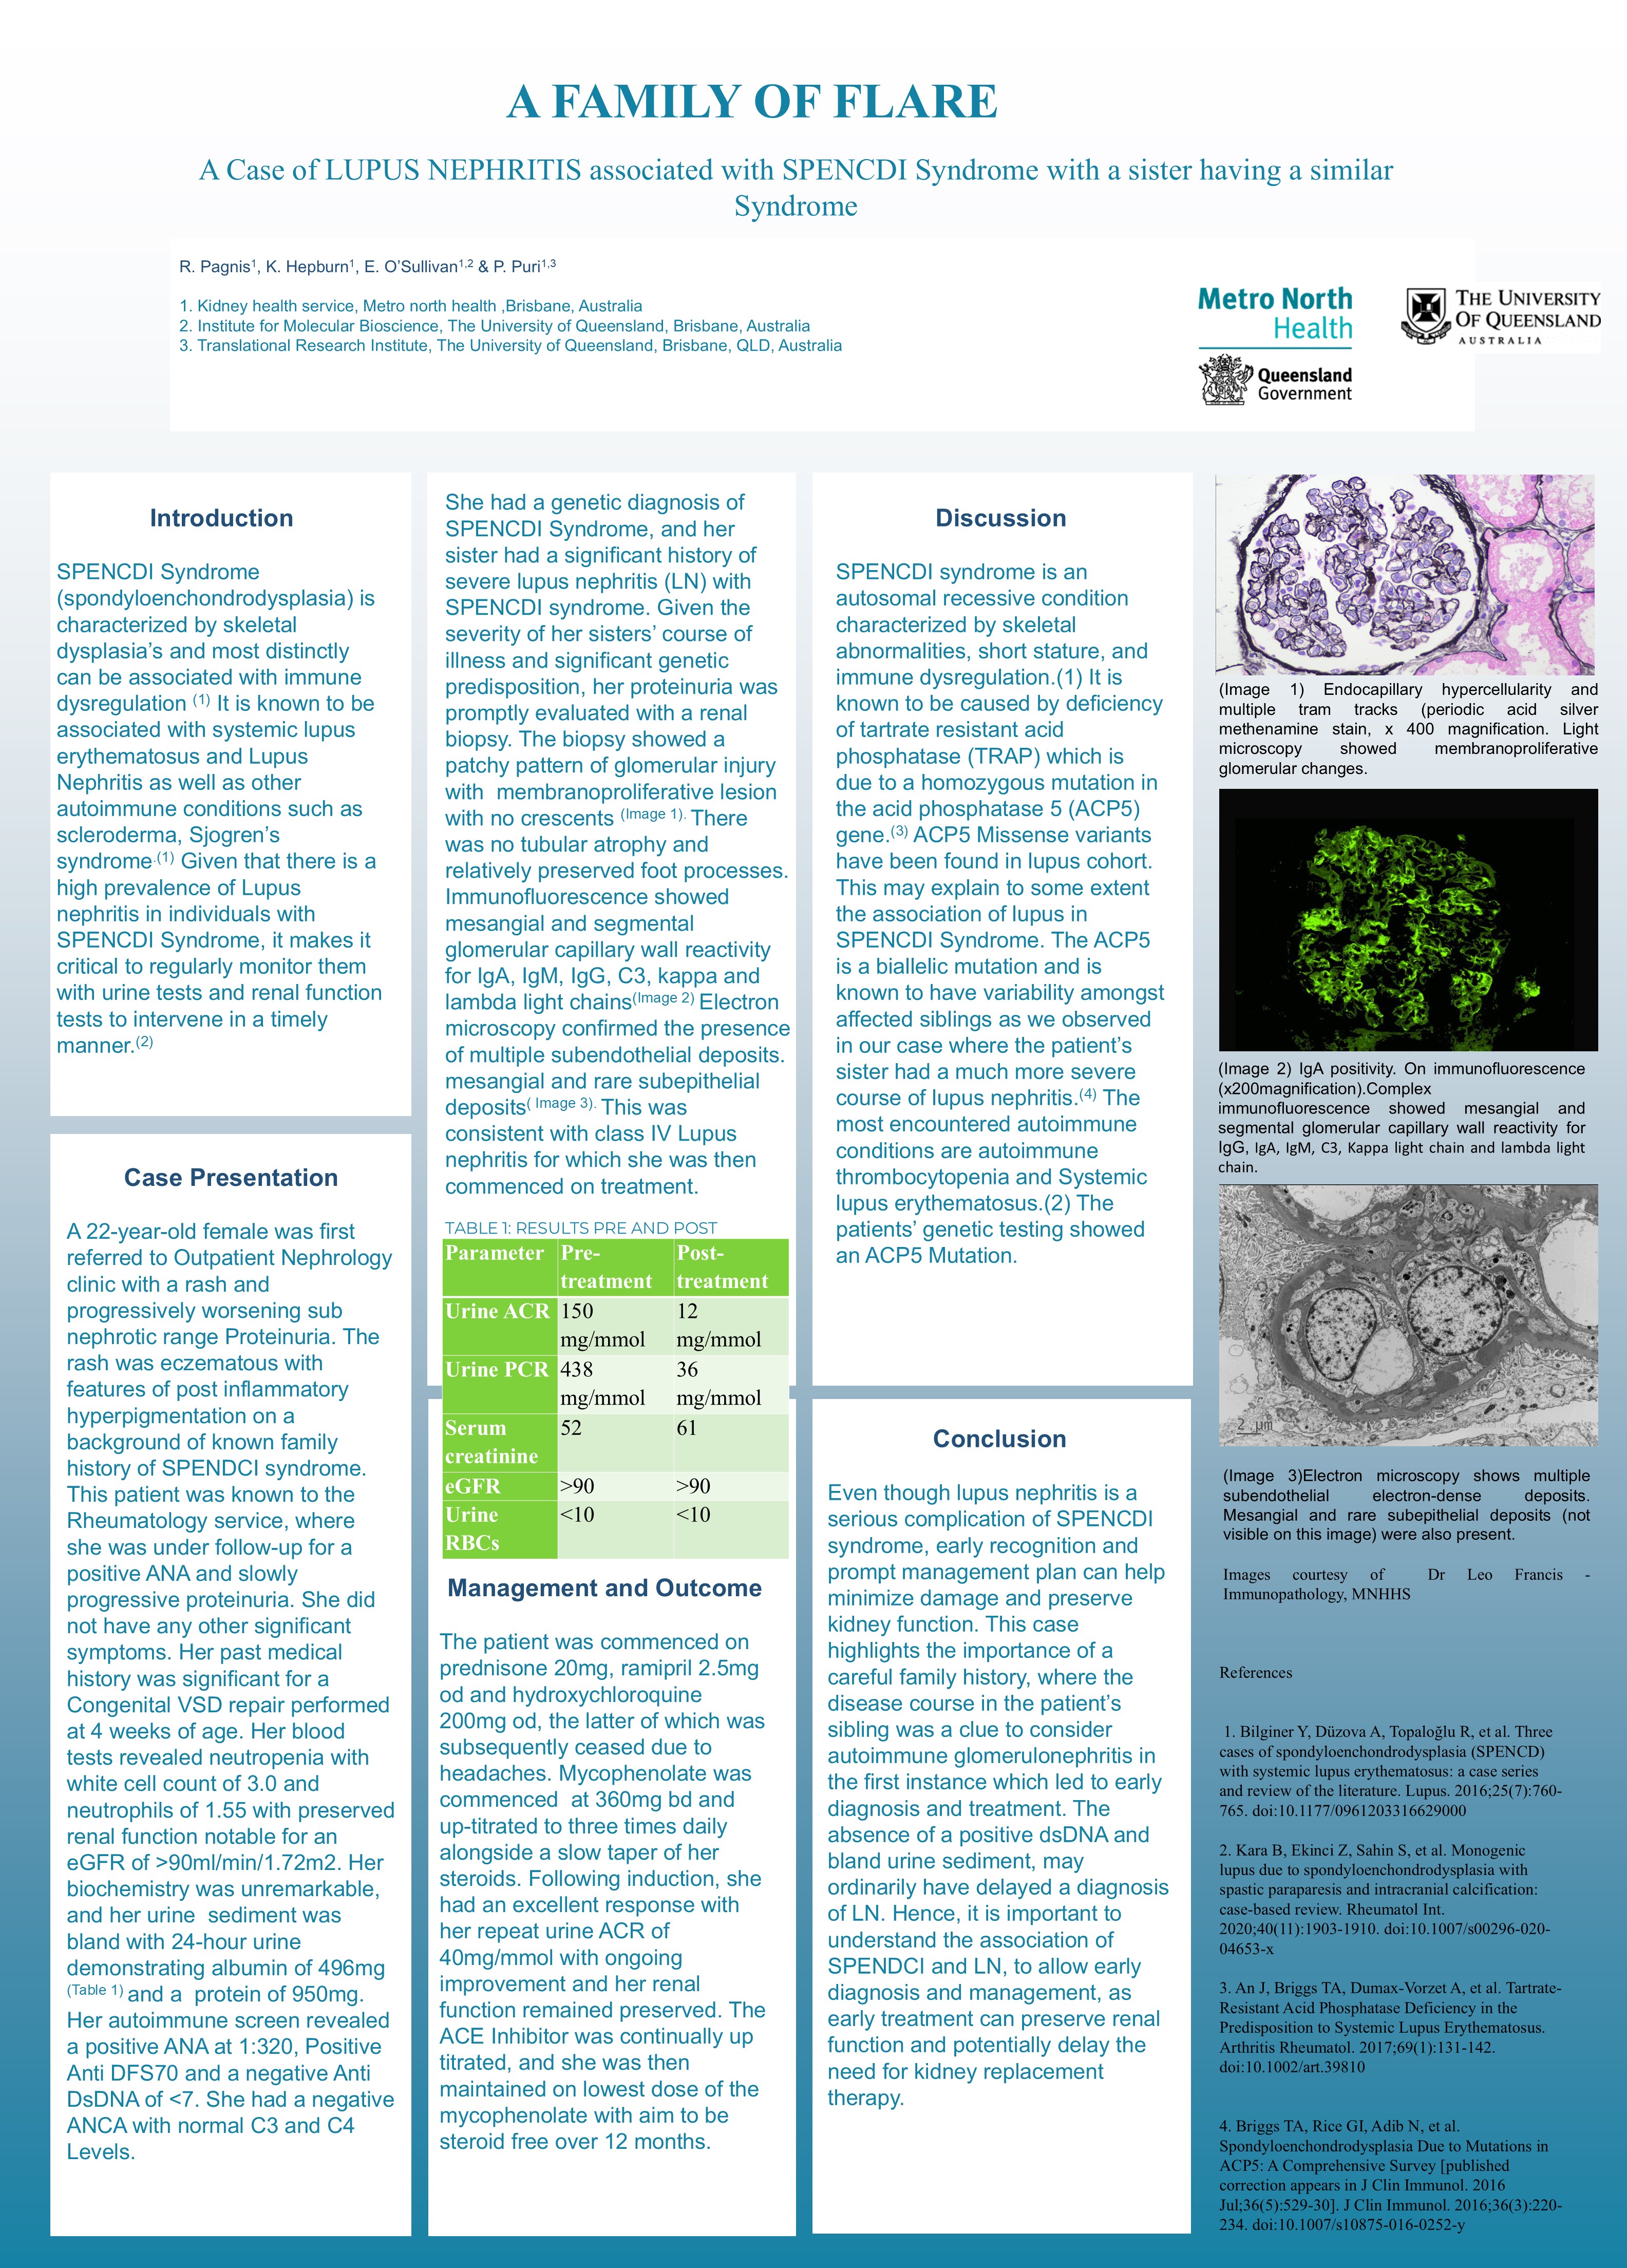 A FAMILY OF FLARE
A Case of LUPUS NEPHRITIS associated with SPENCDI Syndrome with a sister having a similar
Syndrome
R. Pagnis1, K. Hepburn1, E. O'Sullivan1,2 & P. Puri1,3
1. Kidney health service, Metro north health ,Brisbane, Australia
2. Institute for Molecular Bioscience, The University of Queensland, Brisbane, Australia
3. Translational Research Institute, The University of Queensland, Brisbane, QLD, Australia
Metro North
Health
Queensland
Government
THE UNIVERSITY
OF QUEENSLAND
AUSTRALIA
Introduction
SPENCDI Syndrome
(spondyloenchondrodysplasia) is
characterized by skeletal
dysplasia's and most distinctly
can be associated with immune
dysregulation (1) It is known to be
associated with systemic lupus
erythematosus and Lupus
Nephritis as well as other
autoimmune conditions such as
scleroderma, Sjogren's
syndrome.(1) Given that there is a
high prevalence of Lupus
nephritis in individuals with
SPENCDI Syndrome, it makes it
critical to regularly monitor them
with urine tests and renal function
tests to intervene in a timely
manner.(2)
Case Presentation
A 22-year-old female was first
referred to Outpatient Nephrology
clinic with a rash and
progressively worsening sub
nephrotic range Proteinuria. The
rash was eczematous with
features of post inflammatory
hyperpigmentation on a
background of known family
history of SPENDCI syndrome.
This patient was known to the
Rheumatology service, where
she was under follow-up for a
positive ANA and slowly
progressive proteinuria. She did
not have any other significant
symptoms. Her past medical
history was significant for a
Congenital VSD repair performed
at 4 weeks of age. Her blood
tests revealed neutropenia with
white cell count of 3.0 and
neutrophils of 1.55 with preserved
renal function notable for an
eGFR of >90ml/min/1.72m2. Her
biochemistry was unremarkable,
and her urine  sediment was
bland with 24-hour urine
demonstrating albumin of 496mg
(Table 1) and a  protein of 950mg.
Her autoimmune screen revealed
a positive ANA at 1:320, Positive
Anti DFS70 and a negative Anti
DsDNA of <7. She had a negative
ANCA with normal C3 and C4
Levels.
She had a genetic diagnosis of
SPENCDI Syndrome, and her
sister had a significant history of
severe lupus nephritis (LN) with
SPENCDI syndrome. Given the
severity of her sisters' course of
illness and significant genetic
predisposition, her proteinuria was
promptly evaluated with a renal
biopsy. The biopsy showed a
patchy pattern of glomerular injury
with  membranoproliferative lesion
with no crescents (Image 1). There
was no tubular atrophy and
relatively preserved foot processes.
Immunofluorescence showed
mesangial and segmental
glomerular capillary wall reactivity
for IgA, IgM, IgG, C3, kappa and
lambda light chains(Image 2) Electron
microscopy confirmed the presence
of multiple subendothelial deposits.
mesangial and rare subepithelial
deposits( Image 3). This was
consistent with class IV Lupus
nephritis for which she was then
commenced on treatment.
TABLE 1: RESULTS PRE AND POST
Parameter Pre-treatment Post-treatment
Urine ACR 150 mg/mmol 12 mg/mmol
Urine PCR 438 mg/mmol 36 mg/mmol
Serum creatinine 52 61
eGFR >90 >90
Urine RBCs <10 <10
Management and Outcome
The patient was commenced on
prednisone 20mg, ramipril 2.5mg
od and hydroxychloroquine
200mg od, the latter of which was
subsequently ceased due to
headaches. Mycophenolate was
commenced  at 360mg bd and
up-titrated to three times daily
alongside a slow taper of her
steroids. Following induction, she
had an excellent response with
her repeat urine ACR of
40mg/mmol with ongoing
improvement and her renal
function remained preserved. The
ACE Inhibitor was continually up
titrated, and she was then
maintained on lowest dose of the
mycophenolate with aim to be
steroid free over 12 months.
Discussion
SPENCDI syndrome is an
autosomal recessive condition
characterized by skeletal
abnormalities, short stature, and
immune dysregulation.(1) It is
known to be caused by deficiency
of tartrate resistant acid
phosphatase (TRAP) which is
due to a homozygous mutation in
the acid phosphatase 5 (ACP5)
gene.(3) ACP5 Missense variants
have been found in lupus cohort.
This may explain to some extent
the association of lupus in
SPENCDI Syndrome. The ACP5
is a biallelic mutation and is
known to have variability amongst
affected siblings as we observed
in our case where the patient's
sister had a much more severe
course of lupus nephritis.(4) The
most encountered autoimmune
conditions are autoimmune
thrombocytopenia and Systemic
lupus erythematosus.(2) The
patients' genetic testing showed
an ACP5 Mutation.
Conclusion
Even though lupus nephritis is a
serious complication of SPENCDI
syndrome, early recognition and
prompt management plan can help
minimize damage and preserve
kidney function. This case
highlights the importance of a
careful family history, where the
disease course in the patient's
sibling was a clue to consider
autoimmune glomerulonephritis in
the first instance which led to early
diagnosis and treatment. The
absence of a positive dsDNA and
bland urine sediment, may
ordinarily have delayed a diagnosis
of LN. Hence, it is important to
understand the association of
SPENDCI and LN, to allow early
diagnosis and management, as
early treatment can preserve renal
function and potentially delay the
need for kidney replacement
therapy.
(Image 1) Endocapillary hypercellularity and
multiple tram tracks (periodic acid silver
methenamine stain, x 400 magnification. Light
microscopy showed membranoproliferative
glomerular changes.
(Image 2) IgA positivity. On immunofluorescence
(x200magnification).Complex
immunofluorescence showed mesangial and
segmental glomerular capillary wall reactivity for
IgG, IgA, IgM, C3, Kappa light chain and lambda light
chain.
2 µm
(Image 3)Electron microscopy shows multiple
subendothelial electron-dense deposits.
Mesangial and rare subepithelial deposits (not
visible on this image) were also present.
Images courtesy of Dr Leo Francis -
Immunopathology, MNHHS
References
1. Bilginer Y, Düzova A, Topaloğlu R, et al. Three
cases of spondyloenchondrodysplasia (SPENCD)
with systemic lupus erythematosus: a case series
and review of the literature. Lupus. 2016;25(7):760-
765. doi:10.1177/0961203316629000
2. Kara B, Ekinci Z, Sahin S, et al. Monogenic
lupus due to spondyloenchondrodysplasia with
spastic paraparesis and intracranial calcification:
case-based review. Rheumatol Int.
2020;40(11):1903-1910. doi:10.1007/s00296-020-
04653-x
3. An J, Briggs TA, Dumax-Vorzet A, et al. Tartrate-
Resistant Acid Phosphatase Deficiency in the
Predisposition to Systemic Lupus Erythematosus.
Arthritis Rheumatol. 2017;69(1):131-142.
doi:10.1002/art.39810
4. Briggs TA, Rice GI, Adib N, et al.
Spondyloenchondrodysplasia Due to Mutations in
ACP5: A Comprehensive Survey [published
correction appears in J Clin Immunol. 2016
Jul;36(5):529-30]. J Clin Immunol. 2016;36(3):220-
234. doi:10.1007/s10875-016-0252-y